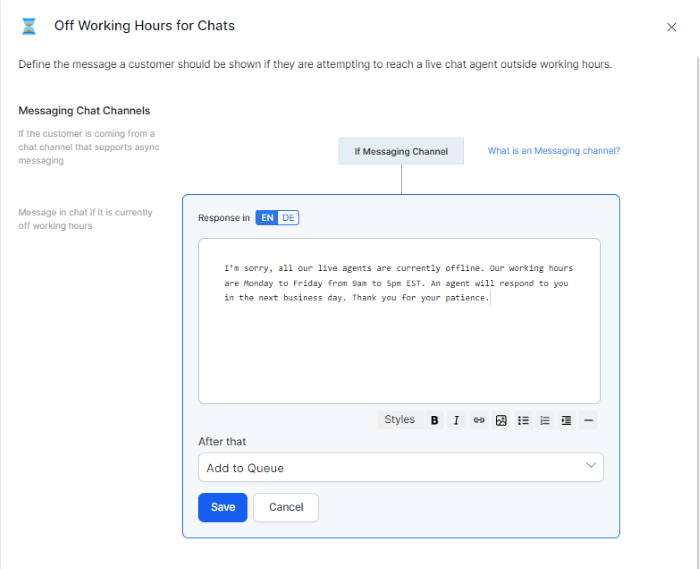 Off Working Hours for Chats
Define the message a customer should be shown if they are attempting to reach a live chat agent outside working hours.
Messaging Chat Channels
If the customer is coming from a
chat channel that supports async
messaging
If Messaging Channel
What is an Messaging channel?
Message in chat if it is currently
off working hours
Response in EN DE
I'm sorry, all our live agents are currently offline. Our working hours
are Monday to Friday from 9am to 5pm EST. An agent will respond to you
in the next business day. Thank you for your patience.
Styles B I
After that
Add to Queue
Save Cancel